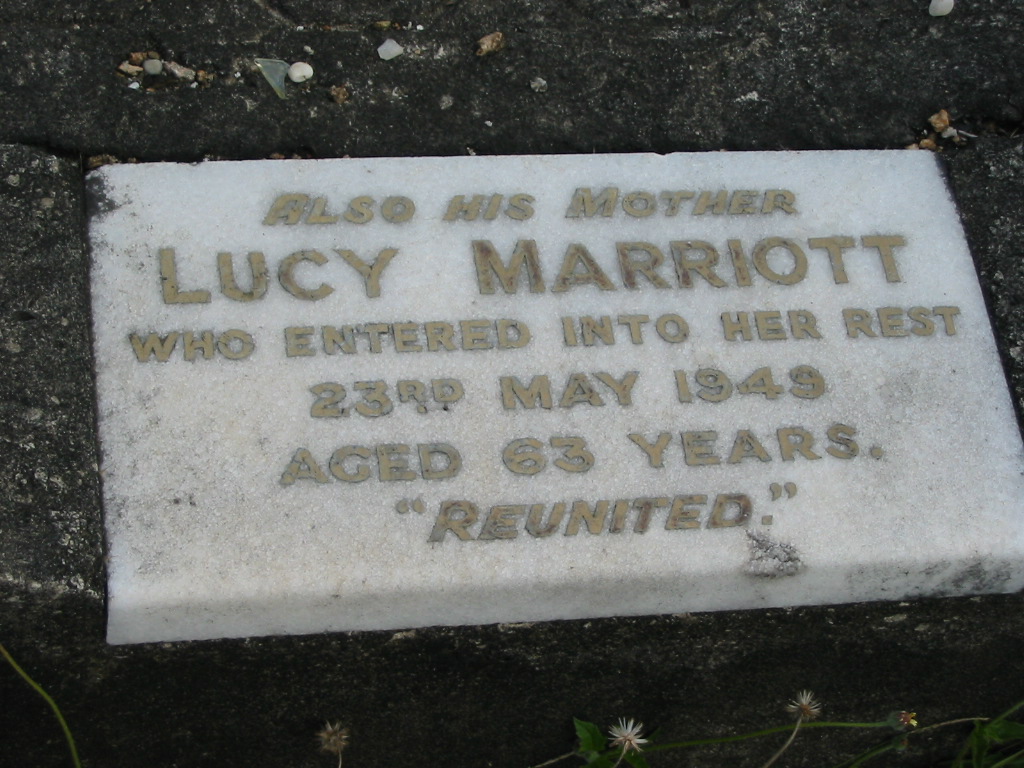 ALSO HIS MOTHER
LUCY MARRIOTT
WHO ENTERED INTO HER REST
23RD MAY 1949
AGED 63 YEARS.
"REUNITED."